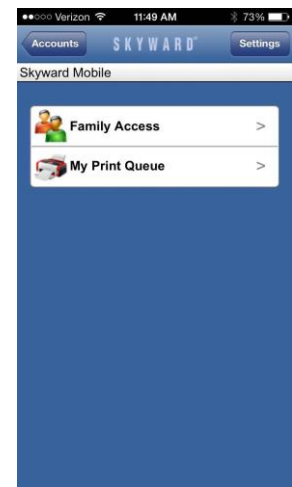 Verizon 11:49 AM 73%
Accounts SKYWARD® Settings
Skyward Mobile
Family Access >
My Print Queue >